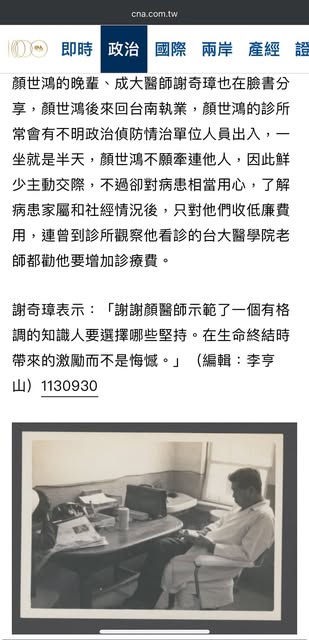 cna.com.tw
即時 政治 國際 兩岸 產經 證
顏世鴻的晚輩、成大醫師謝奇璋也在臉書分
享，顏世鴻後來回台南執業，顏世鴻的診所
常會有不明政治偵防情治單位人員出入，一
坐就是半天，顏世鴻不願牽連他人，因此鮮
少主動交際，不過卻對病患相當用心，了解
病患家屬和社經情況後，只對他們收低廉費
用，連曾到診所觀察他看診的台大醫學院老
師都勸他要增加診療費。
謝奇璋表示：「謝謝顏醫師示範了一個有格
調的知識人要選擇哪些堅持。在生命終結時
帶來的激勵而不是悔憾。」（編輯：李亨
山）1130930